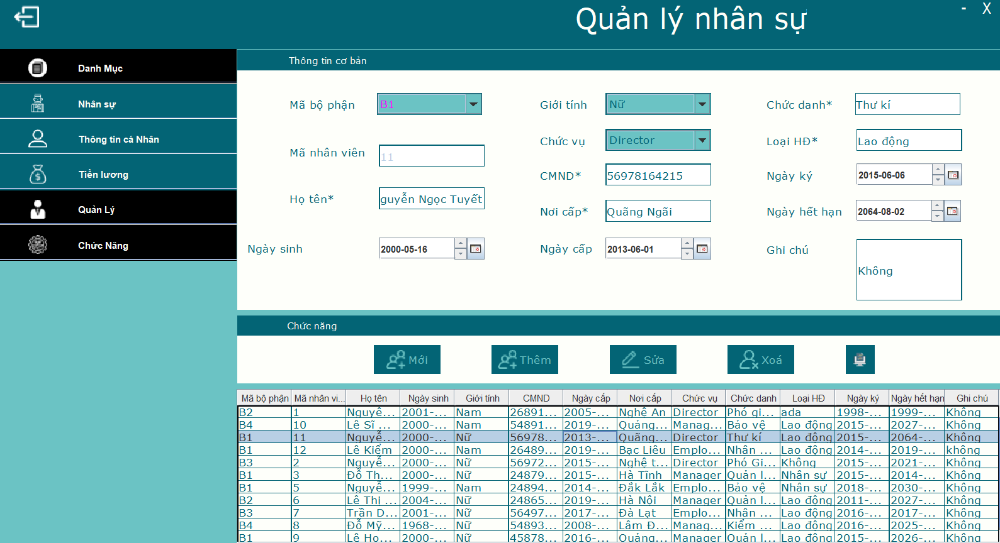 Quản lý nhân sự
- X
Danh Mục
Nhân sự
Thông tin cá Nhân
Tiền lương
Quản Lý
Chức Năng
Thông tin cơ bản
Mã bộ phận B1 Giới tính Nữ Chức danh* Thư kí
Chức vụ Director Loại HĐ* Lao động
Mã nhân viên 11
CMND* 56978164215 Ngày ký 2015-06-06
Họ tên* guyễn Ngọc Tuyết
Nơi cấp* Quãng Ngãi Ngày hết hạn 2064-08-02
Ngày sinh 2000-05-16 Ngày cấp 2013-06-01 Ghi chú
Không
Chức năng
Mới Thêm Sửa Xoá
Mã bộ phận Mã nhân vi... Họ tên Ngày sinh Giới tính CMND Ngày cấp Nơi cấp Chức vụ Chức danh Loại HĐ Ngày ký Ngày hết hạn Ghi chú
B2 1 Nguyê... 2001-... Nam 26891... 2005-... Nghệ An Director Phó gi... ada 1998-... 1999-... Không
B4 10 Lê Sĩ ... 2000-... Nam 54891... 2019-... Quảng... Manag... Bảo vệ Lao động 2015-... 2027-... Không
B1 11 Nguyễ... 2000-... Nữ 56978... 2013-... Quãng... Director Thư kí Lao động 2015-... 2064-... Không
B1 12 Lê Kiểm 2000-... Nam 26489... 2019-... Bạc Liêu Emplo... Nhân ... Lao động 2014-... 2019-... không
B3 2 Nguyễ... 2000-... Nữ 56972... 2015-... Nghệ t... Director Phó Gi... Không 2015-... 2021-... Không
B1 3 Đỗ Th... 2000-... Nữ 24879... 2015-... Hà Tĩnh Manager Quản l... Nhân sự 2015-... 2014-... Không
B1 5 Nguyễ... 1999-... Nam 24894... 2014-... Đắk Lắk Emplo... Bảo vệ Nhân sự 2018-... 2030-... Không
B2 6 Lê Thị ... 2004-... Nữ 24865... 2019-... Hà Nội Manager Quản l... Lao động 2011-... 2027-... Không
B3 7 Trần D... 2001-... Nữ 56497... 2017-... Đà Lạt Emplo... Nhân ... Lao động 2016-... 2017-... Không
B4 8 Đỗ Mỹ... 1968-... Nữ 54893... 2008-... Lâm Đ... Manag... Kiểm ... Lao động 2016-... 2025-... Không
B1 9 Lê Ho... 2000-... Nữ 45878... 2016-... Quảng... Manager Quản l... Lao động 2015-... 2026-... Không